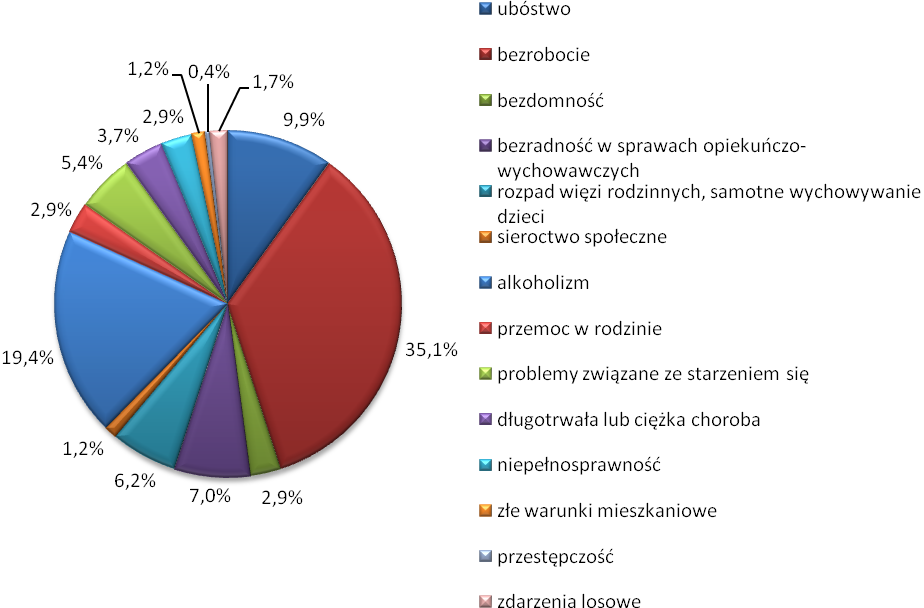 1,2%
0,4%
1,7%
2,9%
9,9%
3,7%
5,4%
2,9%
19,4%
35,1%
1,2%
6,2%
7,0%
2,9%
ubóstwo
bezrobocie
bezdomność
bezradność w sprawach opiekuńczo-
wychowawczych
rozpad więzi rodzinnych, samotne wychowywanie
dzieci
sieroctwo społeczne
alkoholizm
przemoc w rodzinie
problemy związane ze starzeniem się
długotrwała lub ciężka choroba
niepełnosprawność
złe warunki mieszkaniowe
przestępczość
zdarzenia losowe